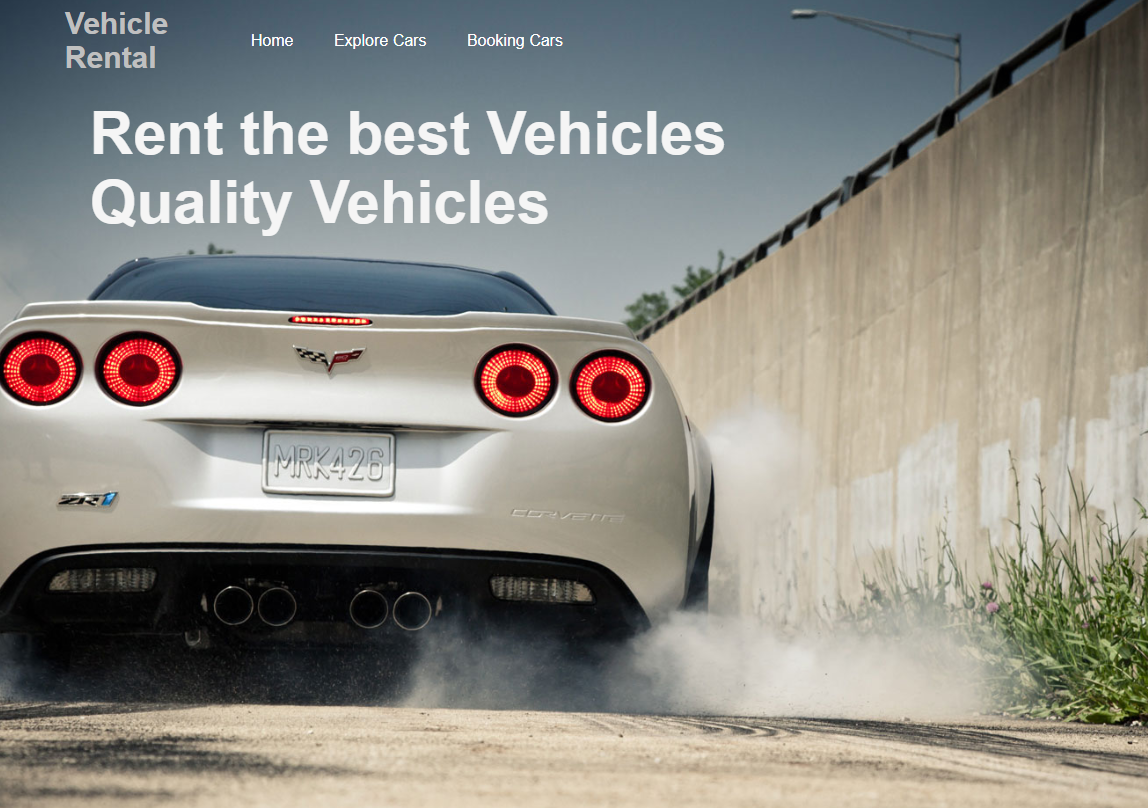 Vehicle
Rental
Home Explore Cars Booking Cars
Rent the best Vehicles
Quality Vehicles
MRK426
ZR1
CORVETTE